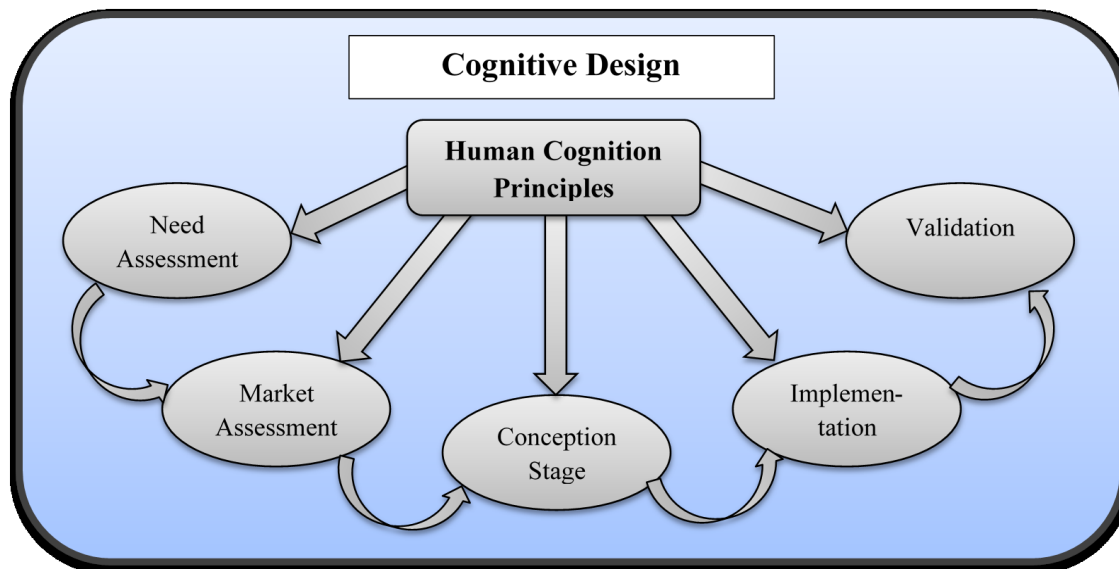 Cognitive Design
Human Cognition
Principles
Need
Assessment
Validation
Market
Assessment
Implemen-
tation
Conception
Stage